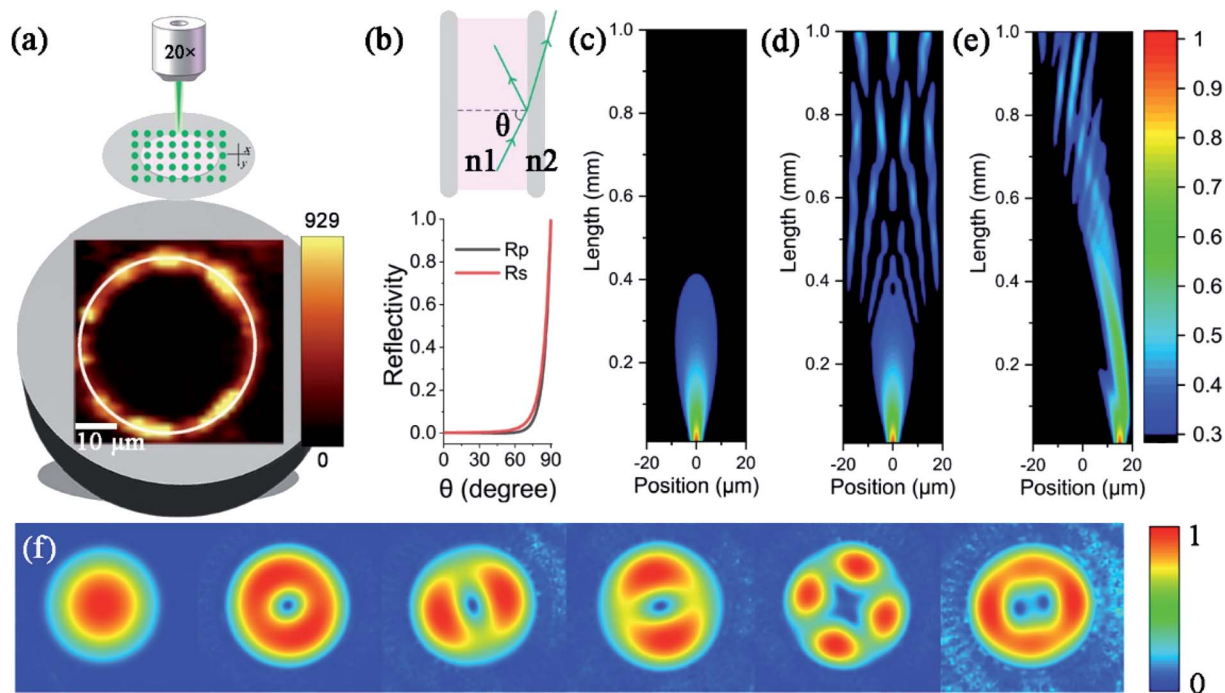 (a)
20×
x
y
929
0
10 μm
(b)
θ
n1
n2
Reflectivity
1.0
0.8
0.6
0.4
0.2
0.0
Rp
Rs
0 30 60 90
θ (degree)
(c)
Length (mm)
1.0
0.8
0.6
0.4
0.2
-20 0 20
Position (μm)
(d)
Length (mm)
1.0
0.8
0.6
0.4
0.2
-20 0 20
Position (μm)
(e)
Length (mm)
1.0
0.8
0.6
0.4
0.2
-20 0 20
Position (μm)
1
0.9
0.8
0.7
0.6
0.5
0.4
0.3
(f)
1
0